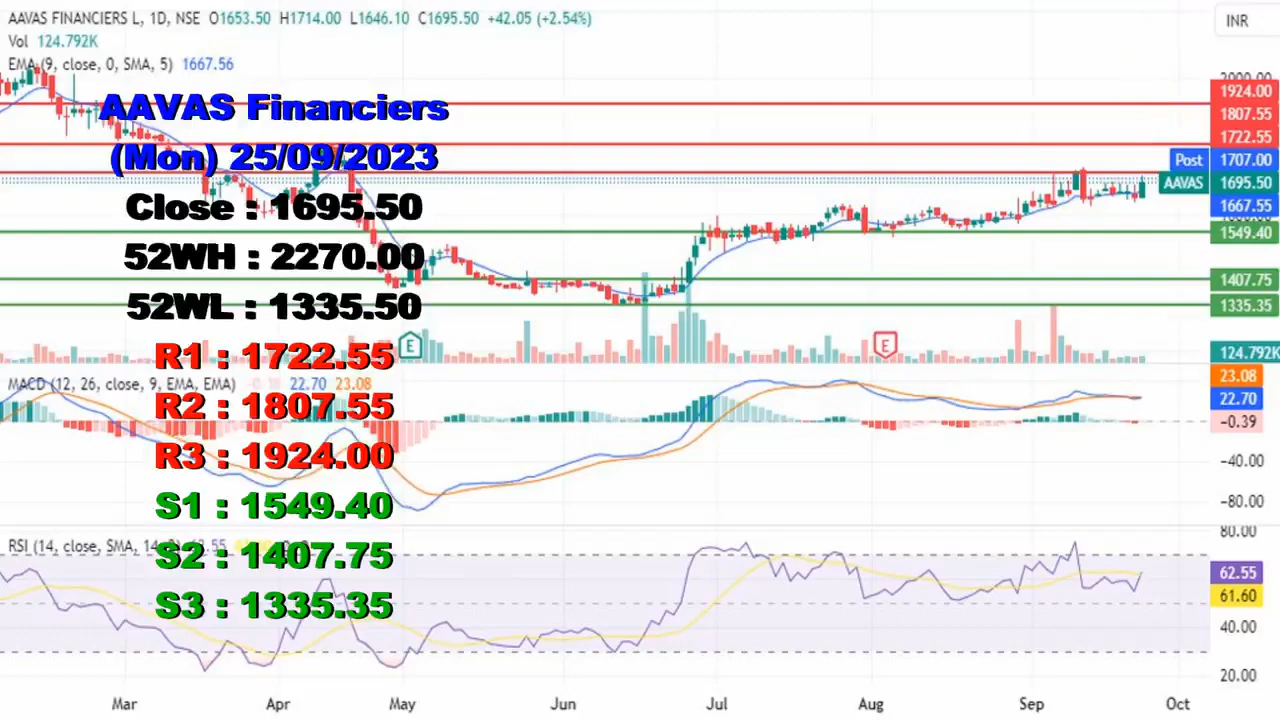 AAVAS FINANCIERS L, 1D, NSE O1653.50 H1714.00 L1646.10 C1695.50 +42.05 (+2.54%)
INR
Vol 124.792K
EMA (9, close, 0, SMA, 5) 1667.56
2000.00
1924.00
AAVAS Financiers
1807.55
1722.55
(Mon) 25/09/2023
Post 1707.00
AAVAS 1695.50
Close : 1695.50
1667.55
1549.40
52WH : 2270.00
1407.75
52WL : 1335.50
1335.35
E
E
R1 : 1722.55
124.792K
MACD (12, 26, close, 9, EMA, EMA) -0.18 22.70 23.08
23.08
22.70
R2 : 1807.55
−0.39
R3 : 1924.00
−40.00
S1 : 1549.40
−80.00
80.00
RSI (14, close, SMA, 14,
S2 : 1407.75
62.55
61.60
S3 : 1335.35
40.00
20.00
Mar Apr May Jun Jul Aug Sep Oct